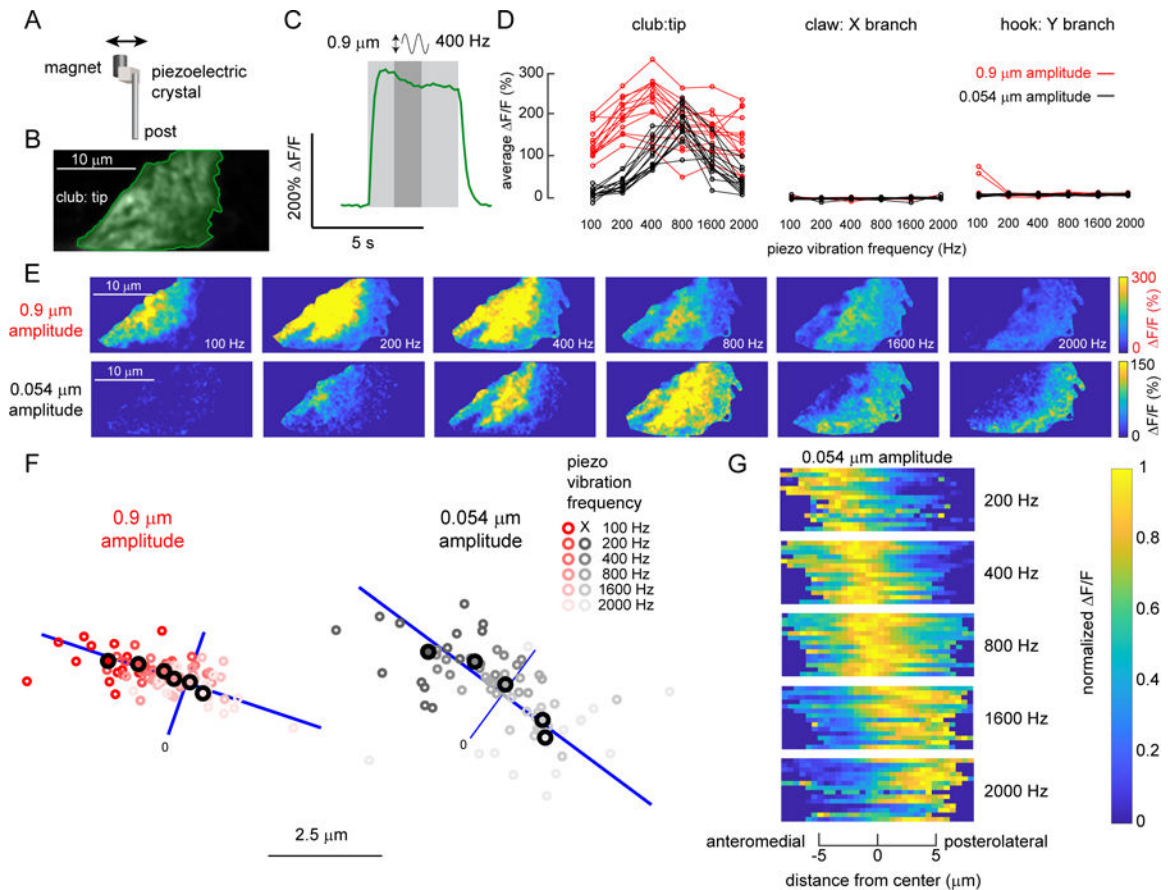 A
magnet
piezoelectric
crystal
post
B
10 μm
club: tip
C
0.9 μm
400 Hz
200% ΔF/F
5 s
D
club:tip
claw: X branch
hook: Y branch
0.9 μm amplitude
0.054 μm amplitude
average ΔF/F (%)
300
200
100
0
100 200 400 800 1600 2000
100 200 400 800 1600 2000
100 200 400 800 1600 2000
piezo vibration frequency (Hz)
E
0.9 μm
amplitude
10 μm
100 Hz
200 Hz
400 Hz
800 Hz
1600 Hz
2000 Hz
300
0
ΔF/F (%)
0.054 μm
amplitude
10 μm
150
0
ΔF/F (%)
F
0.9 μm
amplitude
0
0.054 μm
amplitude
0
piezo
vibration
frequency
X 100 Hz
200 Hz
400 Hz
800 Hz
1600 Hz
2000 Hz
2.5 μm
G
0.054 μm amplitude
200 Hz
400 Hz
800 Hz
1600 Hz
2000 Hz
anteromedial
posterolateral
-5 0 5
distance from center (μm)
normalized ΔF/F
1
0.8
0.6
0.4
0.2
0